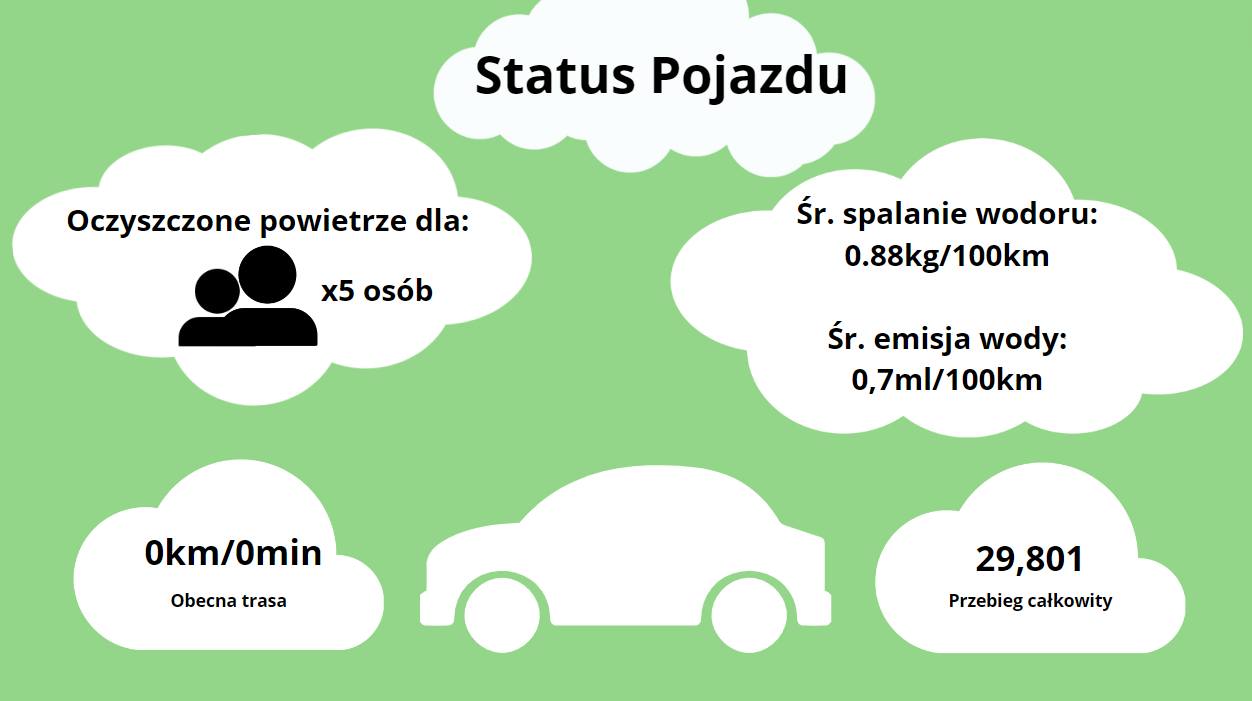 Status Pojazdu
Oczyszczone powietrze dla:
x5 osób
Śr. spalanie wodoru:
0.88kg/100km
Śr. emisja wody:
0,7ml/100km
0km/0min
Obecna trasa
29,801
Przebieg całkowity